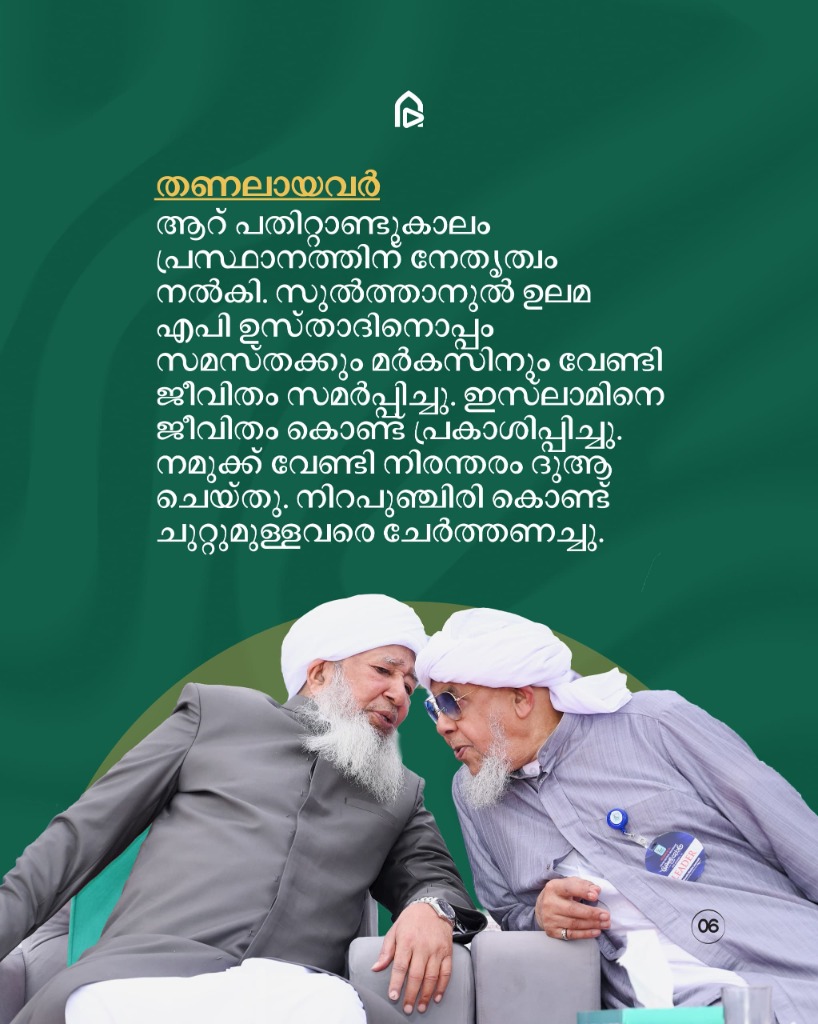 തണലായവർ
ആറ് പതിറ്റാണ്ടുകാലം
പ്രസ്ഥാനത്തിന് നേതൃത്വം
നൽകി. സുൽത്താനുൽ ഉലമ
എപി ഉസ്താദിനൊപ്പം
സമസ്തക്കും മർകസിനും വേണ്ടി
ജീവിതം സമർപ്പിച്ചു. ഇസ്‌ലാമിനെ
ജീവിതം കൊണ്ട് പ്രകാശിപ്പിച്ചു.
നമുക്ക് വേണ്ടി നിരന്തരം ദുആ
ചെയ്തു. നിറപുഞ്ചിരി കൊണ്ട്
ചുറ്റുമുള്ളവരെ ചേർത്തണച്ചു.
LEADER
06